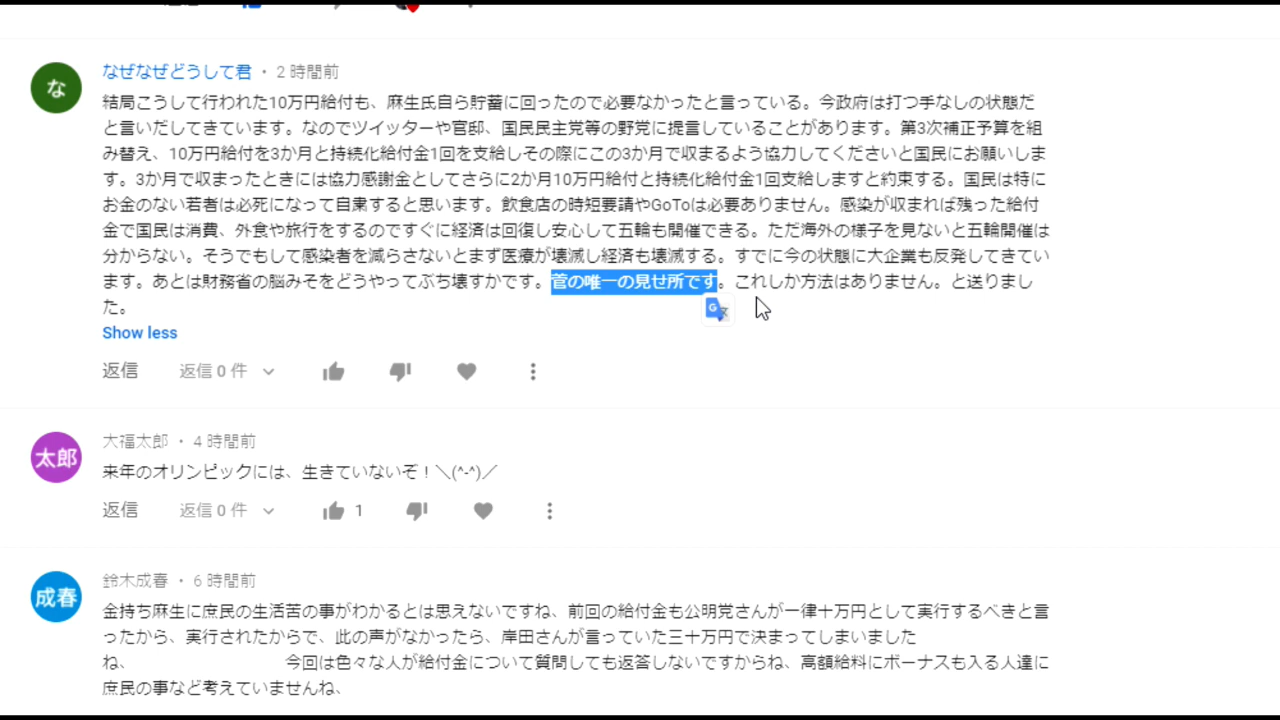 な
なぜなぜどうして君 ・ 2 時間前
結局こうして行われた10万円給付も、麻生氏自ら貯蓄に回ったので必要なかったと言っている。今政府は打つ手なしの状態だ
と言いだしてきています。なのでツイッターや官邸、国民民主党等の野党に提言していることがあります。第3次補正予算を組
み替え、10万円給付を3か月と持続化給付金1回を支給しその際にこの3か月で収まるよう協力してくださいと国民にお願いしま
す。3か月で収まったときには協力感謝金としてさらに2か月10万円給付と持続化給付金1回支給しますと約束する。国民は特に
お金のない若者は必死になって自粛すると思います。飲食店の時短要請やGoToは必要ありません。感染が収まれば残った給付
金で国民は消費、外食や旅行をするのですぐに経済は回復し安心して五輪も開催できる。ただ海外の様子を見ないと五輪開催は
分からない。そうでもして感染者を減らさないとまず医療が壊滅し経済も壊滅する。すでに今の状態に大企業も反発してきてい
ます。あとは財務省の脳みそをどうやってぶち壊すかです。菅の唯一の見せ所です。これしか方法はありません。と送りまし
た。
Show less
返信 返信 0 件
太郎
大福太郎 ・ 4 時間前
来年のオリンピックには、生きていないぞ！＼(^-^)／
返信 返信 0 件 1
成春
鈴木成春 ・ 6 時間前
金持ち麻生に庶民の生活苦の事がわかるとは思えないですね、前回の給付金も公明党さんが一律十万円として実行するべきと言
ったから、実行されたからで、此の声がなかったら、岸田さんが言っていた三十万円で決まってしまいました
ね、 今回は色々な人が給付金について質問しても返答しないですからね、高額給料にボーナスも入る人達に
庶民の事など考えていませんね、